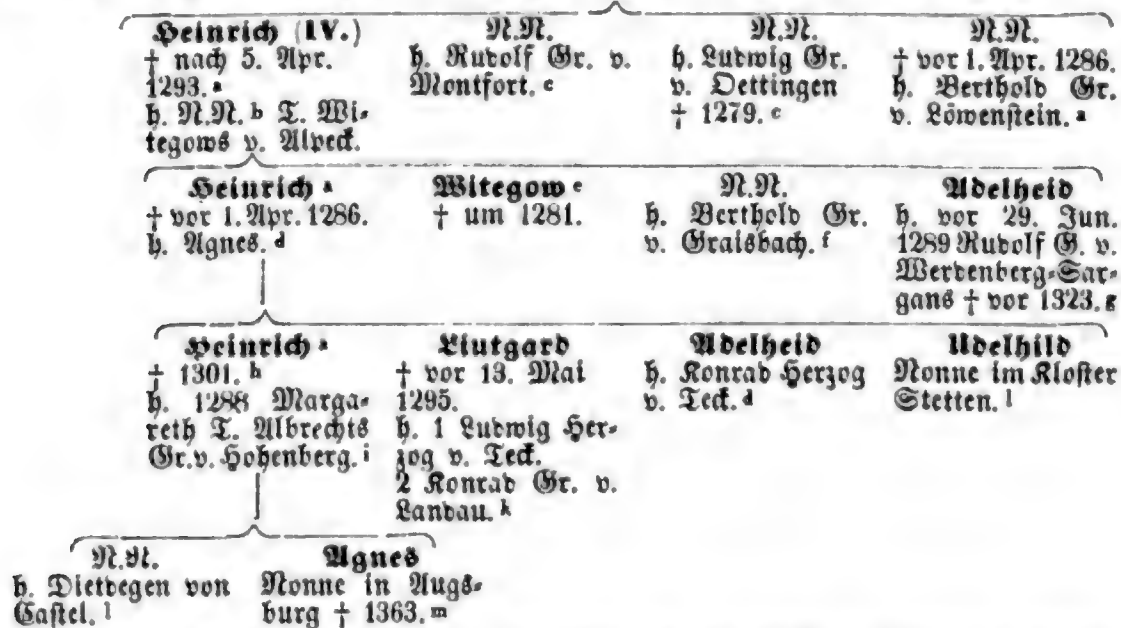 Heinrich (IV.)
† nach 5. Apr.
1293. a
h. N.N. b T. Wi-
tegows v. Alpeck.
N.N.
h. Rudolf Gr. v.
Montfort. c
N.N.
h. Ludwig Gr.
v. Oettingen
† 1279. c
N.N.
† vor 1. Apr. 1286.
h. Berthold Gr.
v. Löwenstein. a
Heinrich a
† vor 1. Apr. 1286.
h. Agnes. d
Witegow e
† um 1281.
N.N.
h. Berthold Gr.
v. Graisbach. f
Adelheid
h. vor 29. Jun.
1289 Rudolf G. v.
Werdenberg-Sar-
gans † vor 1323. g
Heinrich a
† 1301. h
h. 1288 Marga-
reth T. Albrechts
Gr. v. Hohenberg. i
Liutgard
† vor 13. Mai
1295.
h. 1 Ludwig Her-
zog v. Teck.
2 Konrad Gr. v.
Landau. k
Adelheid
h. Konrad Herzog
v. Teck. d
Adelhild
Nonne im Kloster
Stetten. l
N.N.
h. Dietdegen von
Castel. l
Agnes
Nonne in Augs-
burg † 1363. m